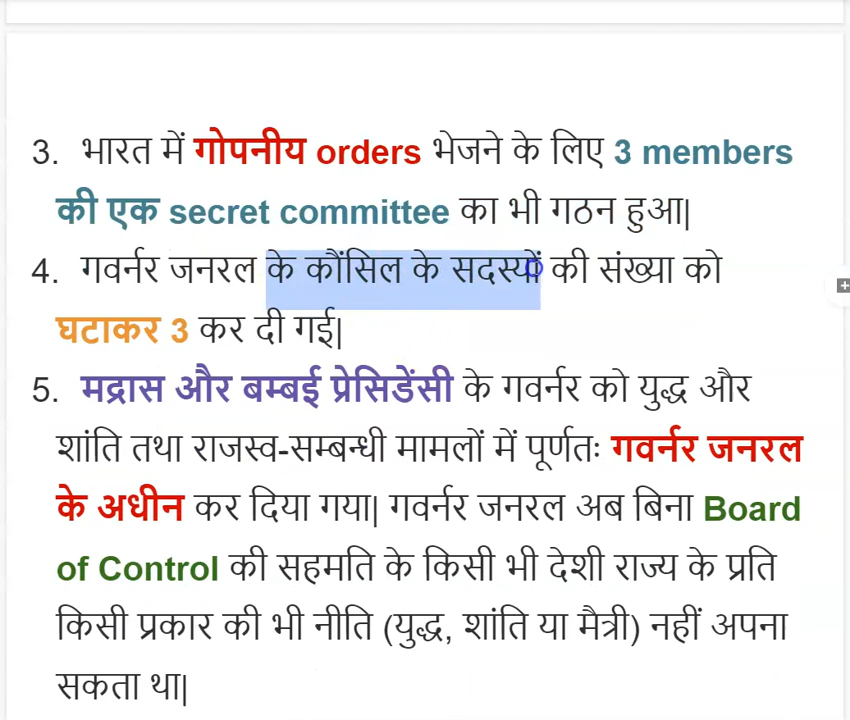 3. भारत में गोपनीय orders भेजने के लिए 3 members
की एक secret committee का भी गठन हुआ|
4. गवर्नर जनरल के कौंसिल के सदस्यों की संख्या को
घटाकर 3 कर दी गई|
5. मद्रास और बम्बई प्रेसिडेंसी के गवर्नर को युद्ध और
शांति तथा राजस्व-सम्बन्धी मामलों में पूर्णतः गवर्नर जनरल
के अधीन कर दिया गया| गवर्नर जनरल अब बिना Board
of Control की सहमति के किसी भी देशी राज्य के प्रति
किसी प्रकार की भी नीति (युद्ध, शांति या मैत्री) नहीं अपना
सकता था|